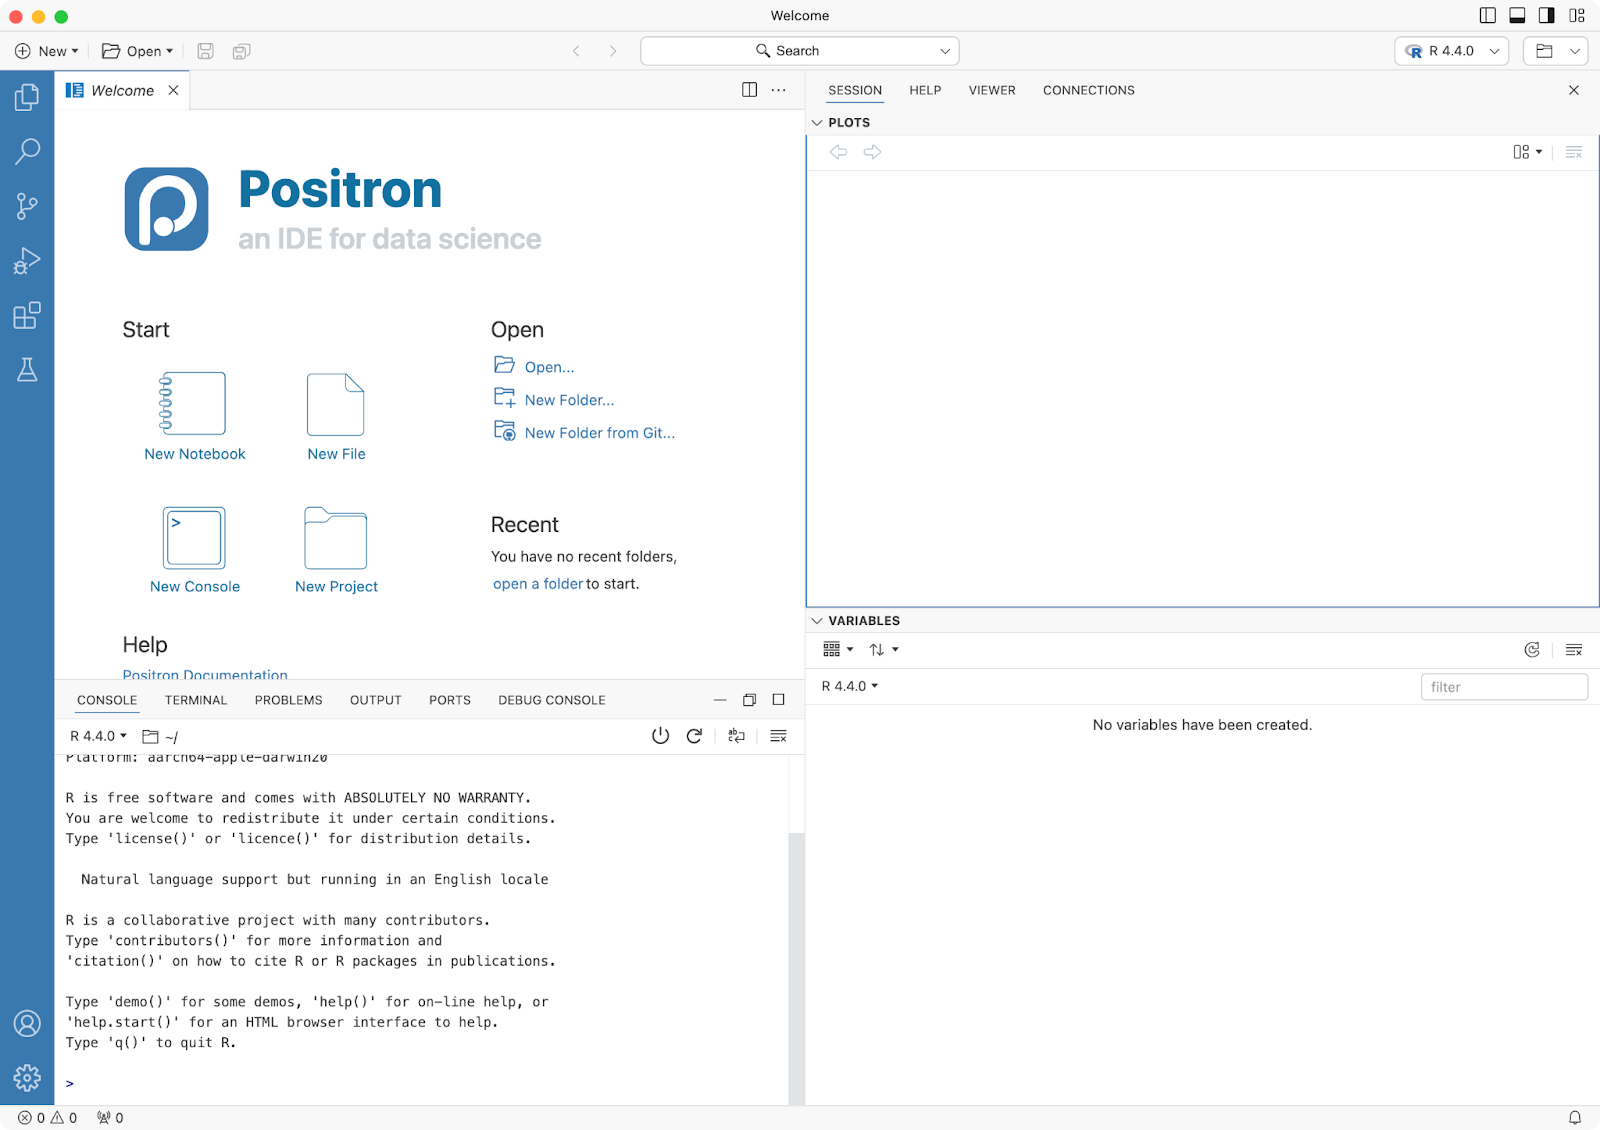 Welcome
New
Open
Search
R 4.4.0
Welcome
SESSION HELP VIEWER CONNECTIONS
PLOTS
Positron
an IDE for data science
Start
New Notebook
New File
New Console
New Project
Open
Open...
New Folder...
New Folder from Git...
Recent
You have no recent folders,
open a folder to start.
Help
Positron Documentation
VARIABLES
R 4.4.0
filter
No variables have been created.
CONSOLE TERMINAL PROBLEMS OUTPUT PORTS DEBUG CONSOLE
R 4.4.0 ~/
Platform: aarch64-apple-darwin20
R is free software and comes with ABSOLUTELY NO WARRANTY.
You are welcome to redistribute it under certain conditions.
Type 'license()' or 'licence()' for distribution details.
Natural language support but running in an English locale
R is a collaborative project with many contributors.
Type 'contributors()' for more information and
'citation()' on how to cite R or R packages in publications.
Type 'demo()' for some demos, 'help()' for on-line help, or
'help.start()' for an HTML browser interface to help.
Type 'q()' to quit R.
>
0 0 0